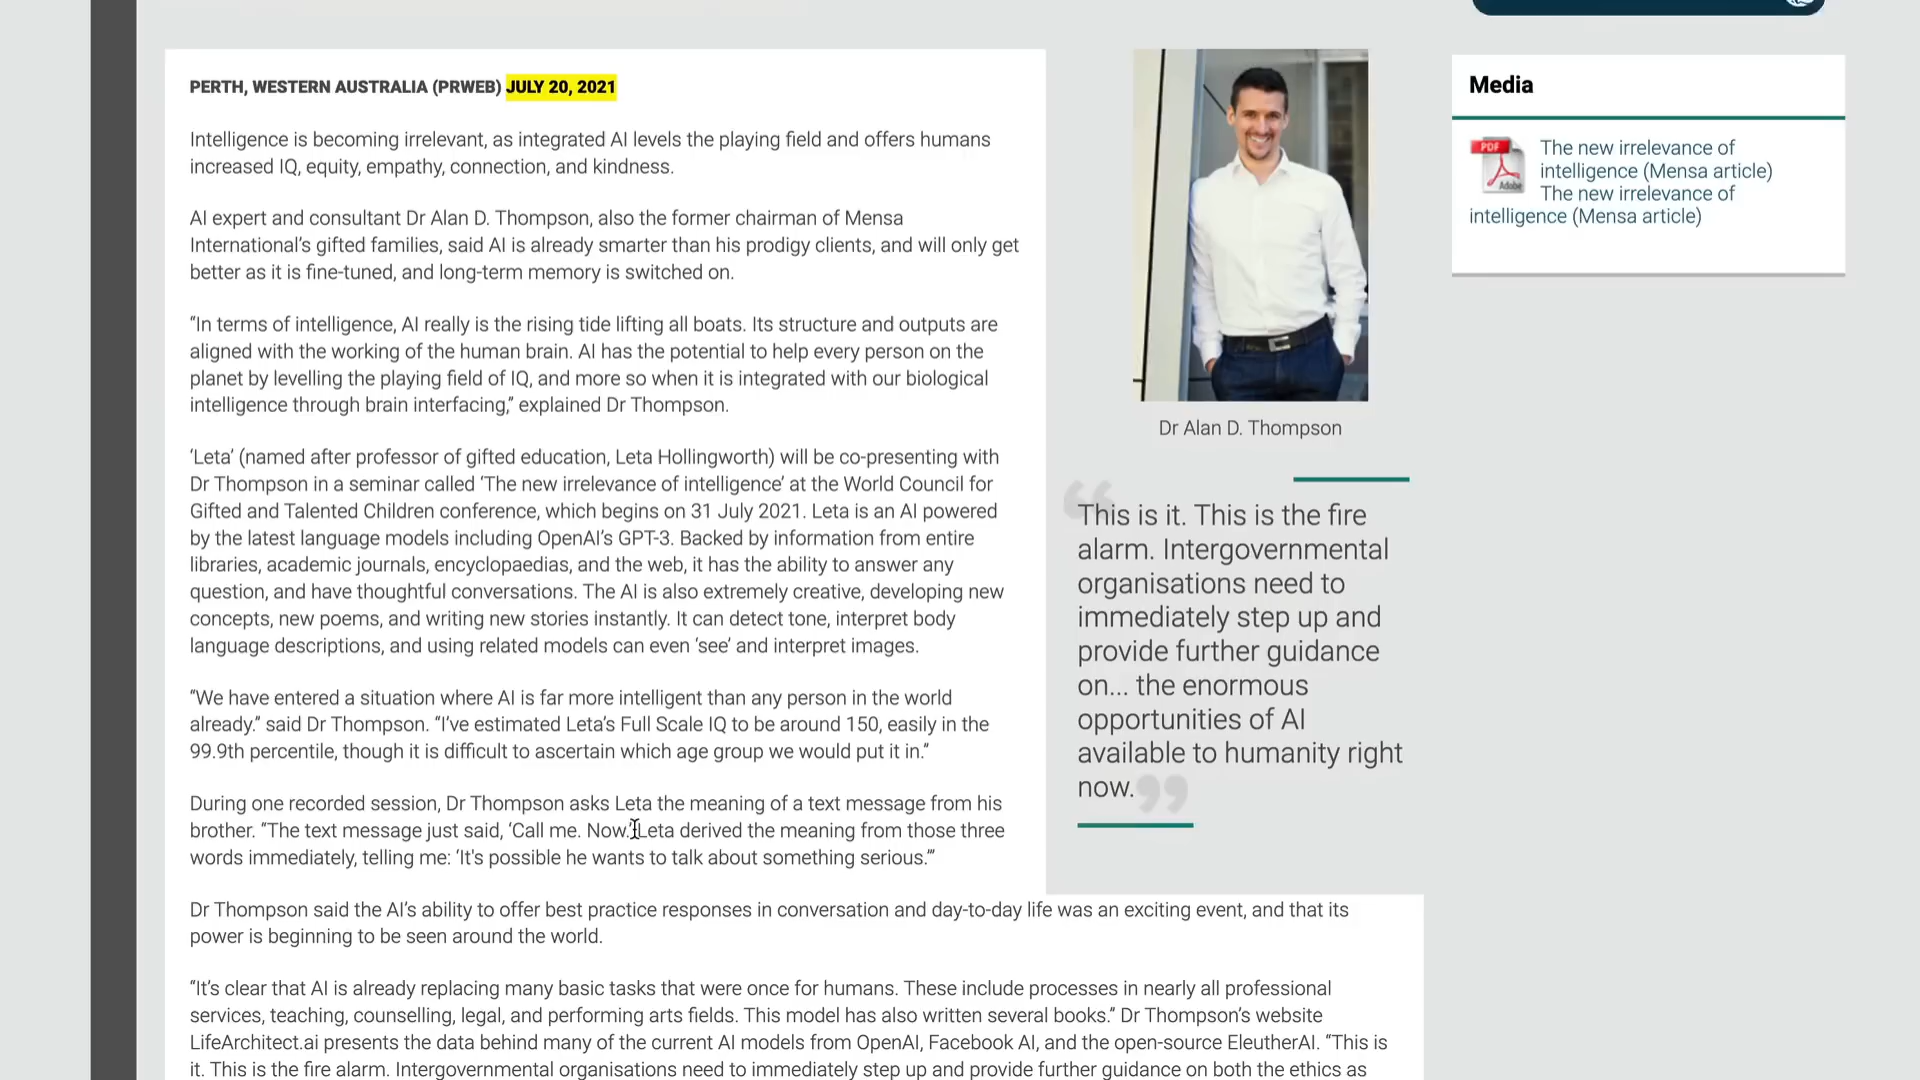 PERTH, WESTERN AUSTRALIA (PRWEB) JULY 20, 2021
Intelligence is becoming irrelevant, as integrated AI levels the playing field and offers humans
increased IQ, equity, empathy, connection, and kindness.
AI expert and consultant Dr Alan D. Thompson, also the former chairman of Mensa
International’s gifted families, said AI is already smarter than his prodigy clients, and will only get
better as it is fine-tuned, and long-term memory is switched on.
“In terms of intelligence, AI really is the rising tide lifting all boats. Its structure and outputs are
aligned with the working of the human brain. AI has the potential to help every person on the
planet by levelling the playing field of IQ, and more so when it is integrated with our biological
intelligence through brain interfacing,” explained Dr Thompson.
‘Leta’ (named after professor of gifted education, Leta Hollingworth) will be co-presenting with
Dr Thompson in a seminar called ‘The new irrelevance of intelligence’ at the World Council for
Gifted and Talented Children conference, which begins on 31 July 2021. Leta is an AI powered
by the latest language models including OpenAI’s GPT-3. Backed by information from entire
libraries, academic journals, encyclopaedias, and the web, it has the ability to answer any
question, and have thoughtful conversations. The AI is also extremely creative, developing new
concepts, new poems, and writing new stories instantly. It can detect tone, interpret body
language descriptions, and using related models can even ‘see’ and interpret images.
“We have entered a situation where AI is far more intelligent than any person in the world
already.” said Dr Thompson. “I’ve estimated Leta’s Full Scale IQ to be around 150, easily in the
99.9th percentile, though it is difficult to ascertain which age group we would put it in.”
During one recorded session, Dr Thompson asks Leta the meaning of a text message from his
brother. “The text message just said, ‘Call me. Now.’ Leta derived the meaning from those three
words immediately, telling me: ‘It's possible he wants to talk about something serious.’”
Dr Thompson said the AI’s ability to offer best practice responses in conversation and day-to-day life was an exciting event, and that its
power is beginning to be seen around the world.
“It’s clear that AI is already replacing many basic tasks that were once for humans. These include processes in nearly all professional
services, teaching, counselling, legal, and performing arts fields. This model has also written several books.” Dr Thompson’s website
LifeArchitect.ai presents the data behind many of the current AI models from OpenAI, Facebook AI, and the open-source EleutherAI. “This is
it. This is the fire alarm. Intergovernmental organisations need to immediately step up and provide further guidance on both the ethics as
Dr Alan D. Thompson
“This is it. This is the fire
alarm. Intergovernmental
organisations need to
immediately step up and
provide further guidance
on... the enormous
opportunities of AI
available to humanity right
now.”
Media
PDF
Adobe
The new irrelevance of
intelligence (Mensa article)
The new irrelevance of
intelligence (Mensa article)